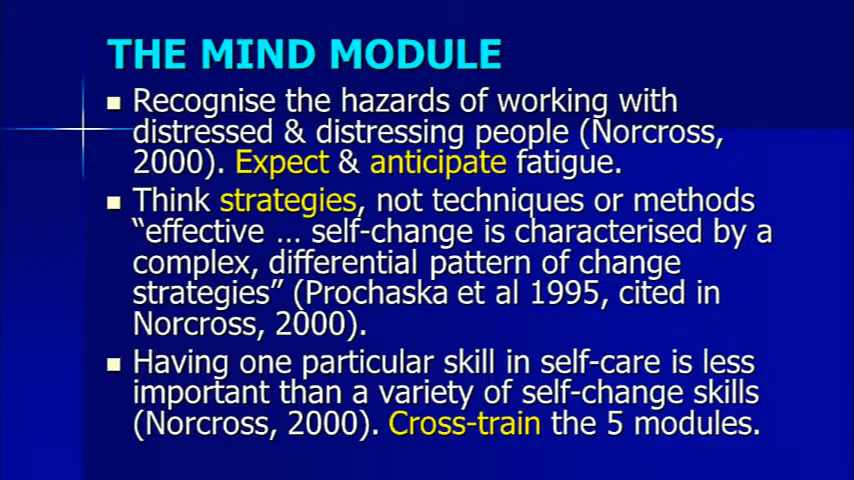 THE MIND MODULE
Recognise the hazards of working with
distressed & distressing people (Norcross,
2000). Expect & anticipate fatigue.
Think strategies, not techniques or methods
“effective … self-change is characterised by a
complex, differential pattern of change
strategies” (Prochaska et al 1995, cited in
Norcross, 2000).
Having one particular skill in self-care is less
important than a variety of self-change skills
(Norcross, 2000). Cross-train the 5 modules.